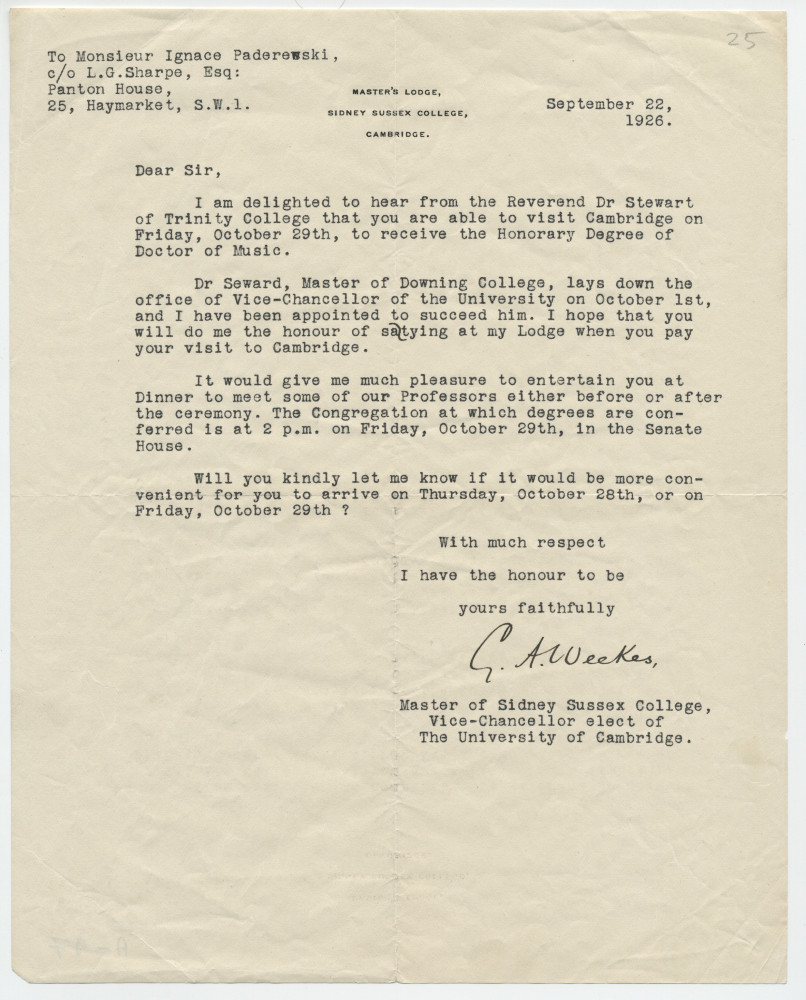 25
To Monsieur Ignace Paderewski,
c/o L.G.Sharpe, Esq:
Panton House,
25, Haymarket, S.W.1.
MASTER'S LODGE,
SIDNEY SUSSEX COLLEGE,
CAMBRIDGE.
September 22,
1926.
Dear Sir,
I am delighted to hear from the Reverend Dr Stewart
of Trinity College that you are able to visit Cambridge on
Friday, October 29th, to receive the Honorary Degree of
Doctor of Music.
Dr Seward, Master of Downing College, lays down the
office of Vice-Chancellor of the University on October 1st,
and I have been appointed to succeed him. I hope that you
will do me the honour of satying at my Lodge when you pay
your visit to Cambridge.
It would give me much pleasure to entertain you at
Dinner to meet some of our Professors either before or after
the ceremony. The Congregation at which degrees are con-
ferred is at 2 p.m. on Friday, October 29th, in the Senate
House.
Will you kindly let me know if it would be more con-
venient for you to arrive on Thursday, October 28th, or on
Friday, October 29th ?
With much respect
I have the honour to be
yours faithfully
G. A. Weekes,
Master of Sidney Sussex College,
Vice-Chancellor elect of
The University of Cambridge.